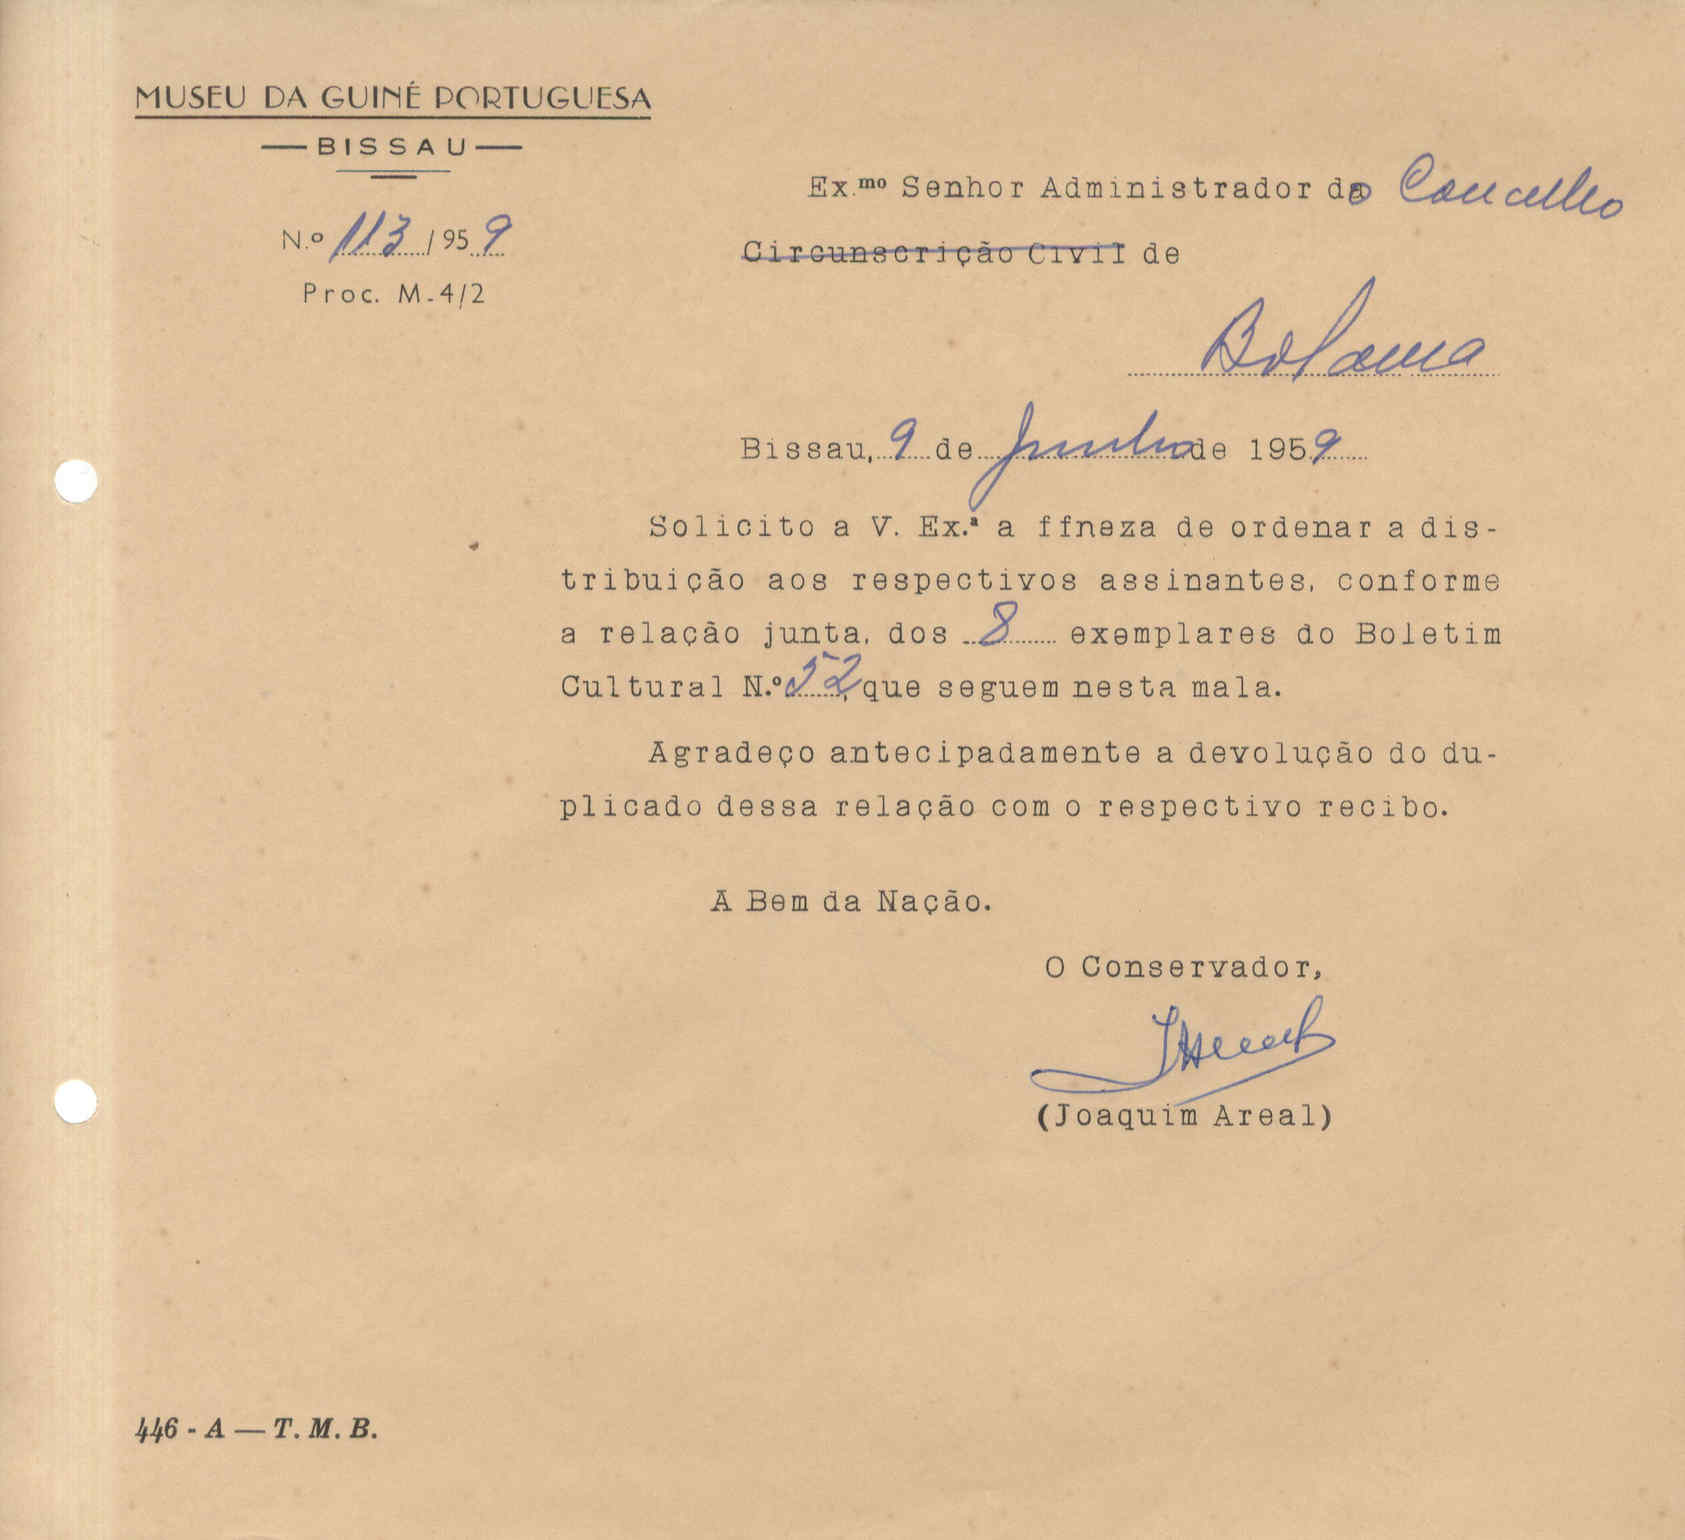 MUSEU DA GUINÉ PORTUGUESA
— BISSAU —
N.º 113 / 959
Proc. M-4/2
Ex.mo Senhor Administrador do Concelho
Circunscrição Civil de
Bolama
Bissau, 9 de Junho de 1959
Solicito a V. Ex.ª a ffneza de ordenar a dis-
tribuição aos respectivos assinantes, conforme
a relação junta, dos 8 exemplares do Boletim
Cultural N.º 52, que seguem nesta mala.
Agradeço antecipadamente a devolução do du-
plicado dessa relação com o respectivo recibo.
A Bem da Nação.
O Conservador,
(Joaquim Areal)
446 - A — T. M. B.